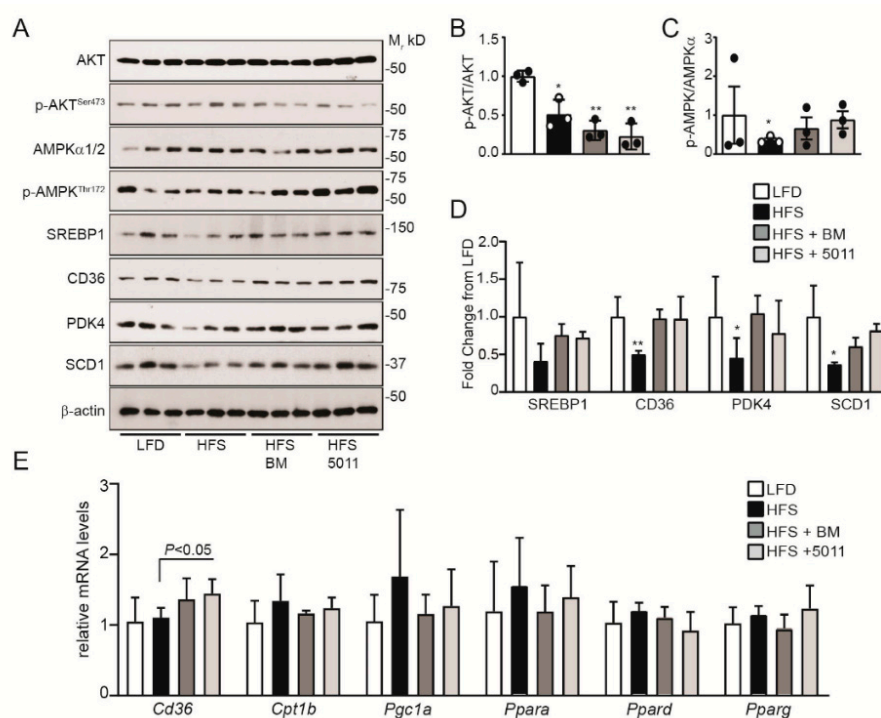 A
M_r kD
AKT
-50
p-AKT^Ser473
-50
AMPKα1/2
-75
-50
p-AMPK^Thr172
-75
-50
SREBP1
-150
CD36
-75
PDK4
-50
SCD1
-37
β-actin
-50
LFD HFS HFS BM HFS 5011
B
p-AKT/AKT
1.5
1.0
0.5
0.0
* ** **
C
p-AMPK/AMPKα
4
3
2
1
0
*
LFD
HFS
HFS + BM
HFS + 5011
D
Fold Change from LFD
2.0
1.5
1.0
0.5
0.0
** * *
SREBP1 CD36 PDK4 SCD1
E
relative mRNA levels
3
2
1
0
P<0.05
LFD
HFS
HFS + BM
HFS +5011
Cd36 Cpt1b Pgc1a Ppara Ppard Pparg